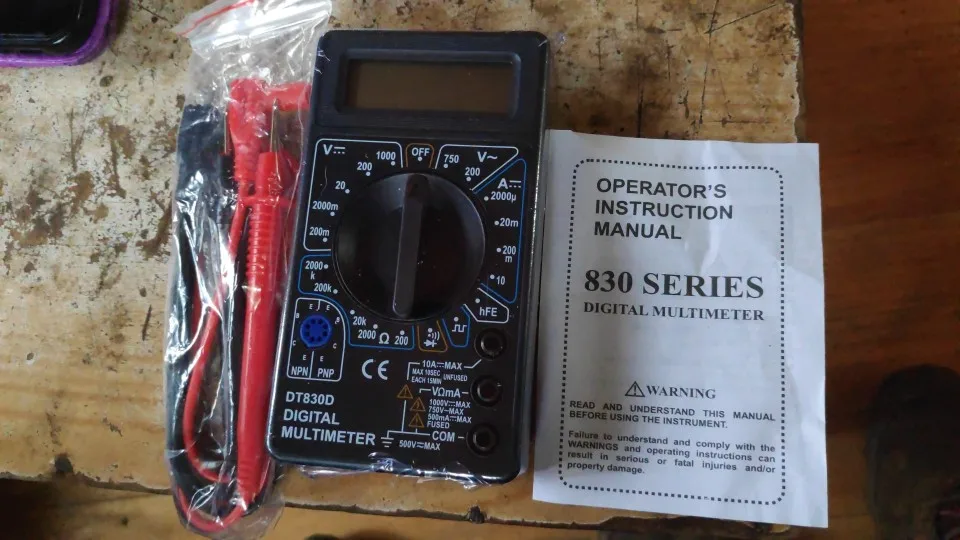 V⎓
1000
OFF
750
V~
200
200
A⎓
20
2000µ
2000m
20m
200m
200
m
2000
k
10
200k
hFE
20k
2000
Ω
200
E
E
B
B
C
C
E
E
NPN
PNP
CE
10A⎓MAX
MAX 10SEC UNFUSED
EACH 15MIN
VΩmA
1000V⎓MAX
750V~MAX
500mA⎓MAX
FUSED
COM
500V⎓MAX
DT830D
DIGITAL
MULTIMETER
OPERATOR'S
INSTRUCTION
MANUAL
830 SERIES
DIGITAL MULTIMETER
⚠WARNING
READ AND UNDERSTAND THIS MANUAL
BEFORE USING THE INSTRUMENT.
Failure to understand and comply with the
WARNINGS and operating instructions can
result in serious or fatal injuries and/or
property damage.